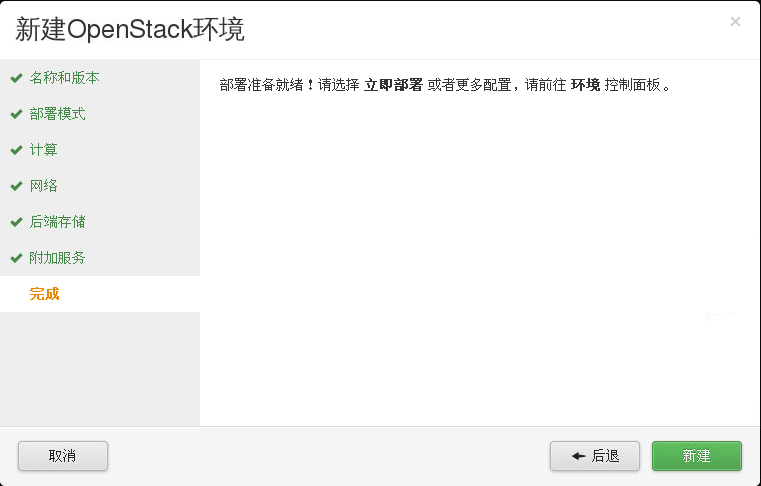 新建OpenStack环境
×
名称和版本
部署模式
计算
网络
后端存储
附加服务
完成
部署准备就绪！请选择 立即部署 或者更多配置，请前往 环境 控制面板。
取消
后退
新建